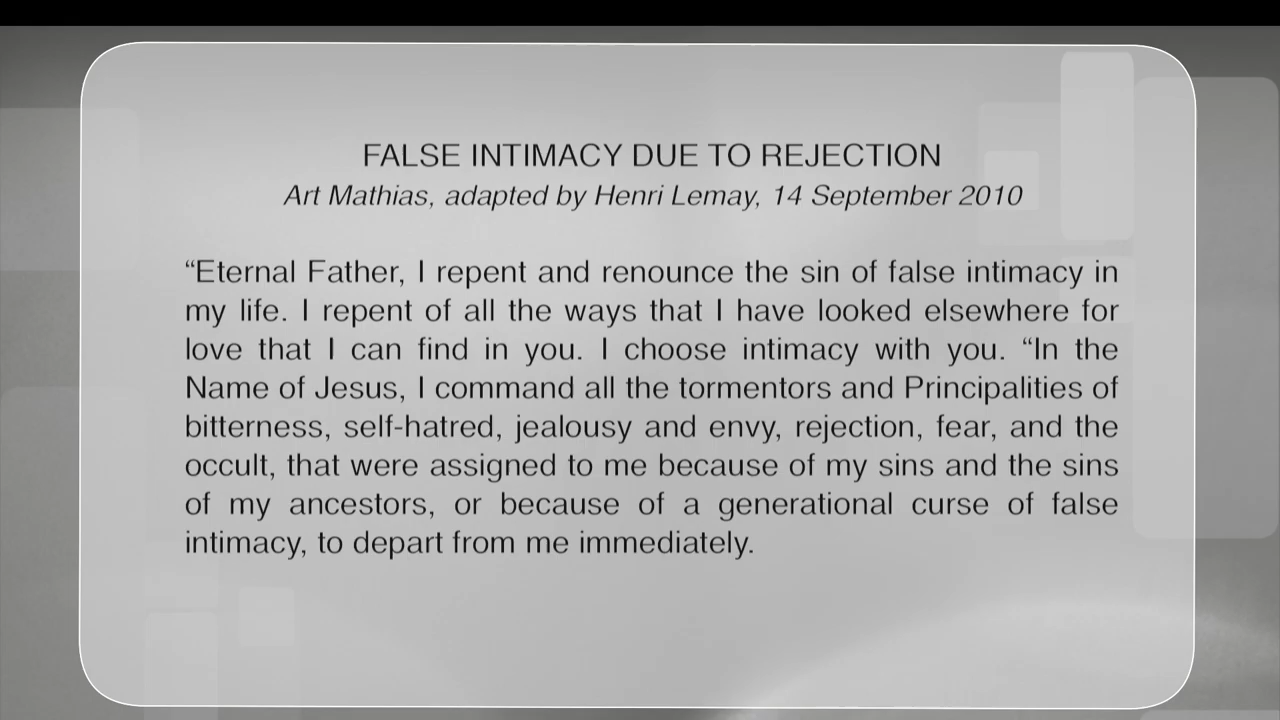 FALSE INTIMACY DUE TO REJECTION
Art Mathias, adapted by Henri Lemay, 14 September 2010
“Eternal Father, I repent and renounce the sin of false intimacy in
my life. I repent of all the ways that I have looked elsewhere for
love that I can find in you. I choose intimacy with you. “In the
Name of Jesus, I command all the tormentors and Principalities of
bitterness, self-hatred, jealousy and envy, rejection, fear, and the
occult, that were assigned to me because of my sins and the sins
of my ancestors, or because of a generational curse of false
intimacy, to depart from me immediately.